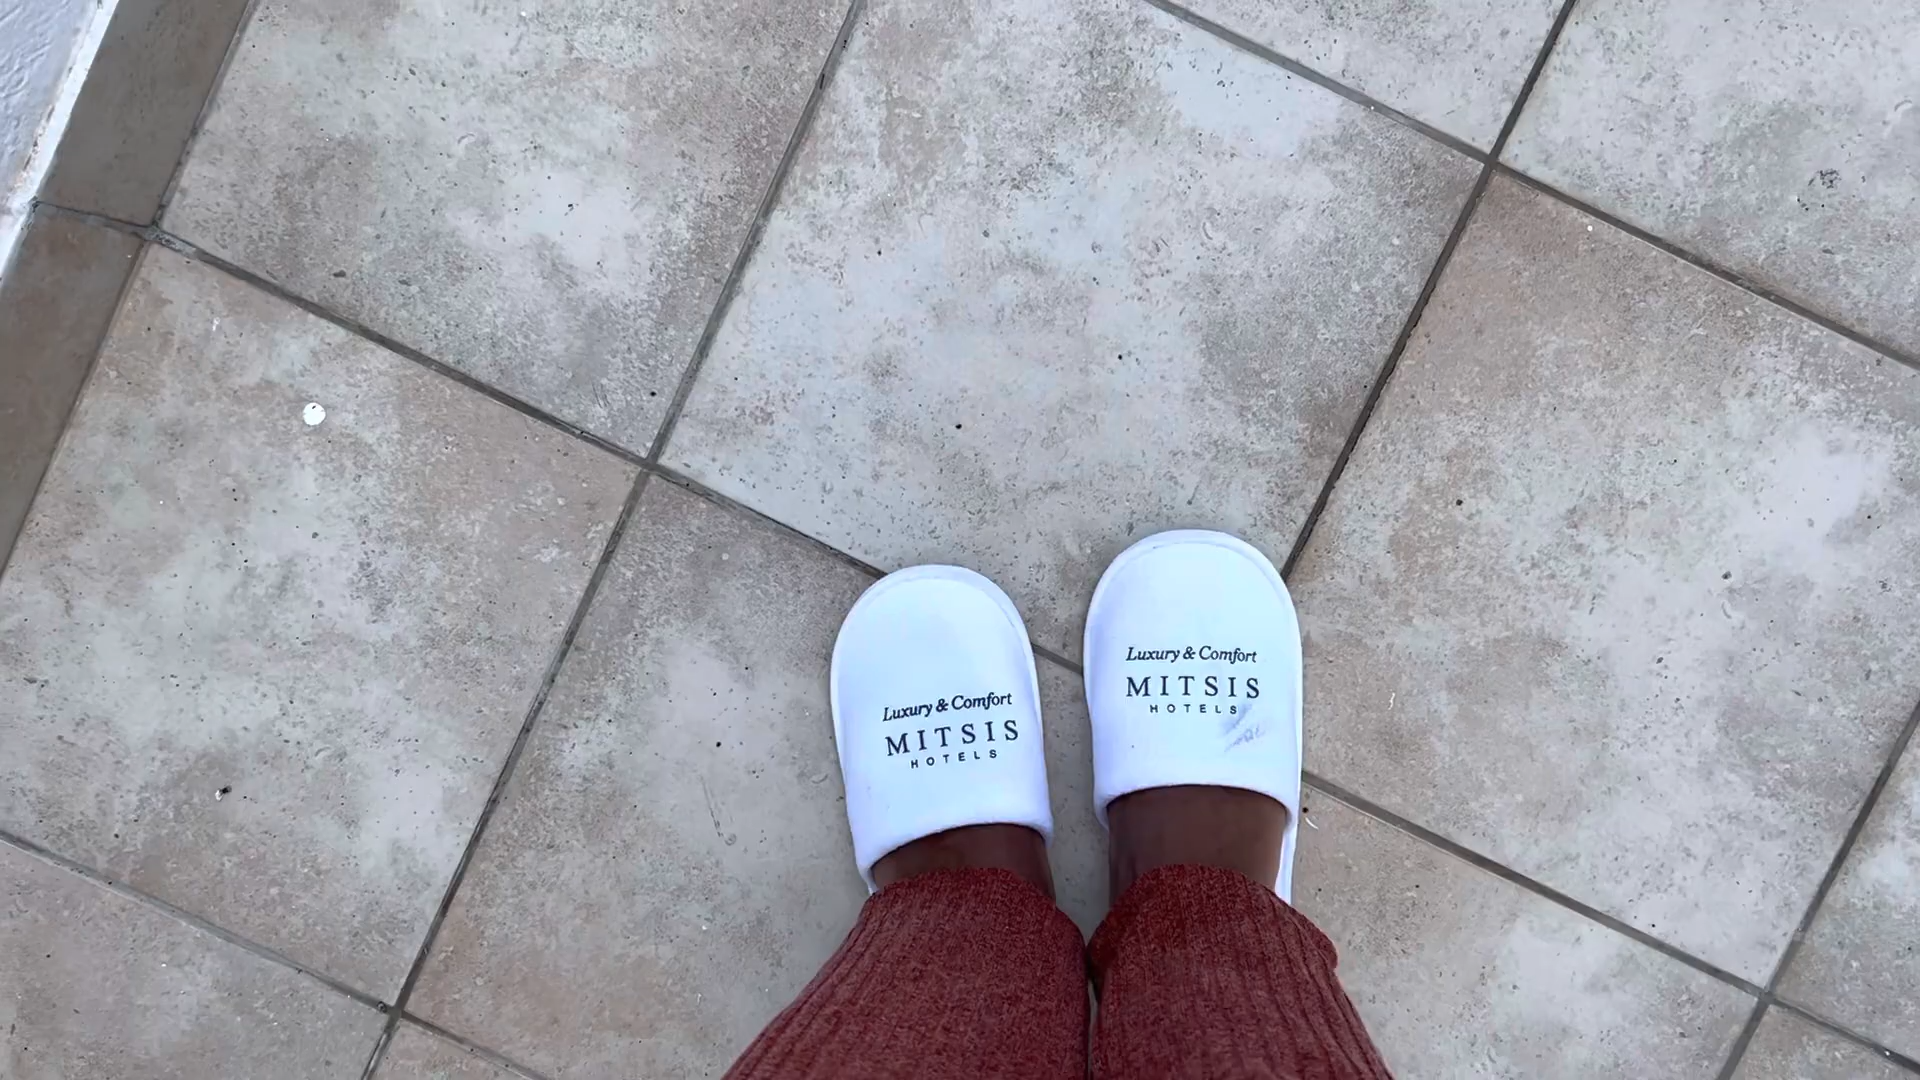 Luxury & Comfort
MITSIS
HOTELS
Luxury & Comfort
MITSIS
HOTELS